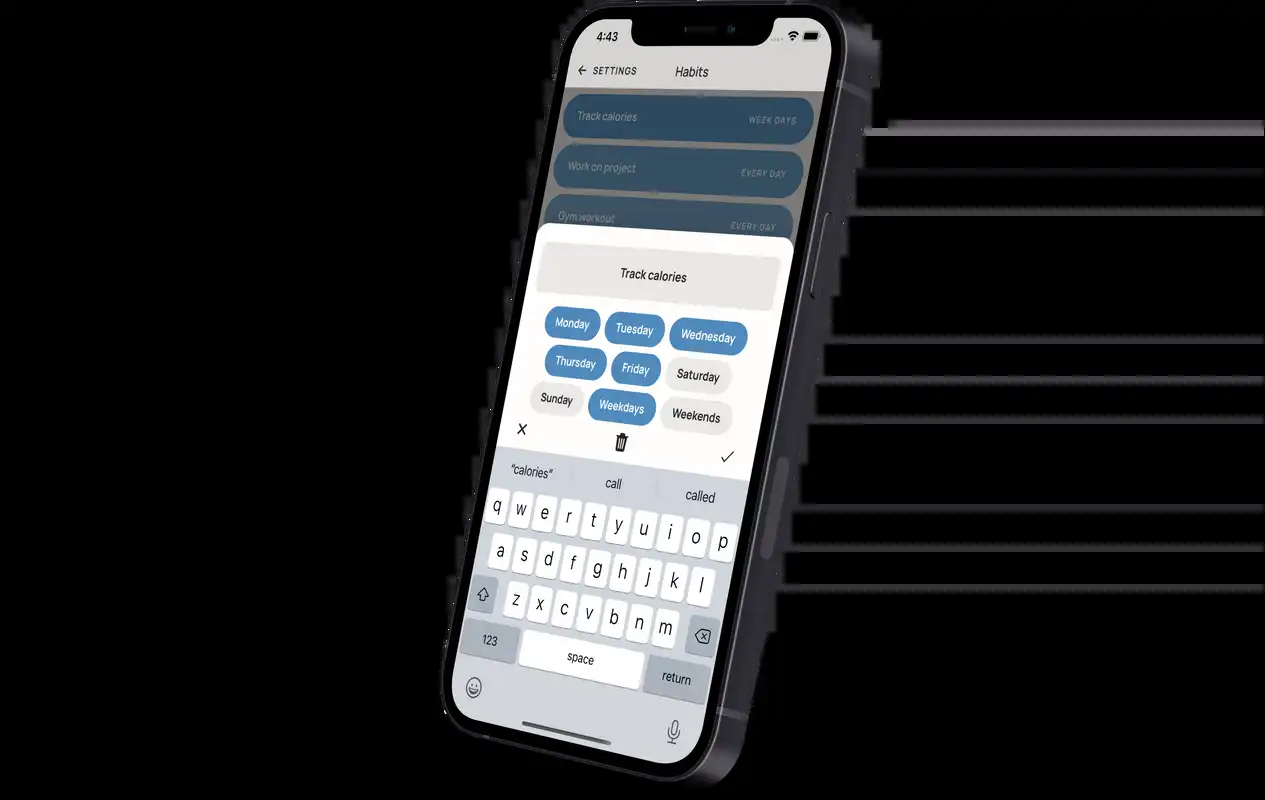 4:43
← SETTINGS Habits
Track calories WEEK DAYS
Work on project EVERY DAY
Gym workout EVERY DAY
Track calories
Monday Tuesday Wednesday
Thursday Friday Saturday
Sunday Weekdays Weekends
"calories" call called
q w e r t y u i o p
a s d f g h j k l
z x c v b n m
123 space return